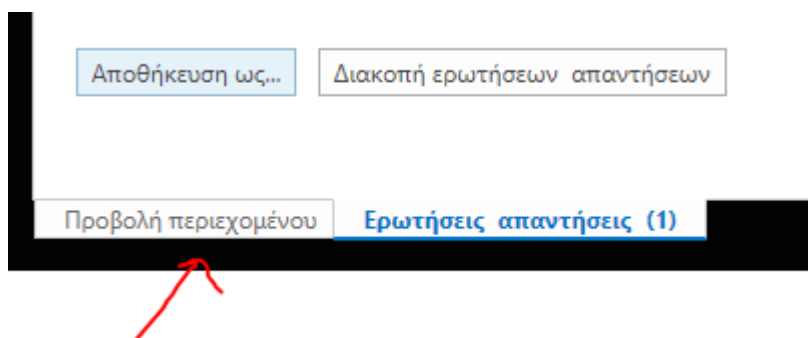 Αποθήκευση ως...
Διακοπή ερωτήσεων απαντήσεων
Προβολή περιεχομένου
Ερωτήσεις απαντήσεις (1)